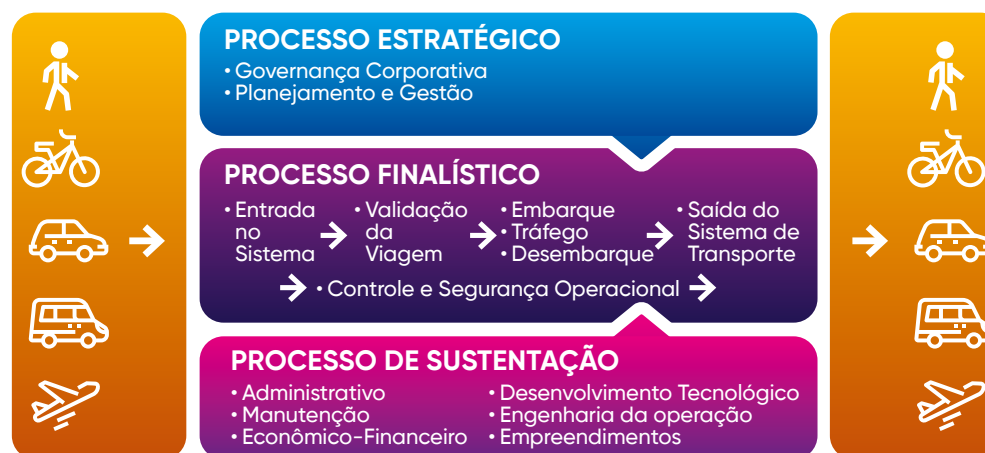 PROCESSO ESTRATÉGICO
• Governança Corporativa
• Planejamento e Gestão
PROCESSO FINALÍSTICO
• Entrada
no
Sistema
• Validação
da
Viagem
• Embarque
• Tráfego
• Desembarque
• Saída do
Sistema de
Transporte
• Controle e Segurança Operacional
PROCESSO DE SUSTENTAÇÃO
• Administrativo
• Manutenção
• Econômico-Financeiro
• Desenvolvimento Tecnológico
• Engenharia da operação
• Empreendimentos